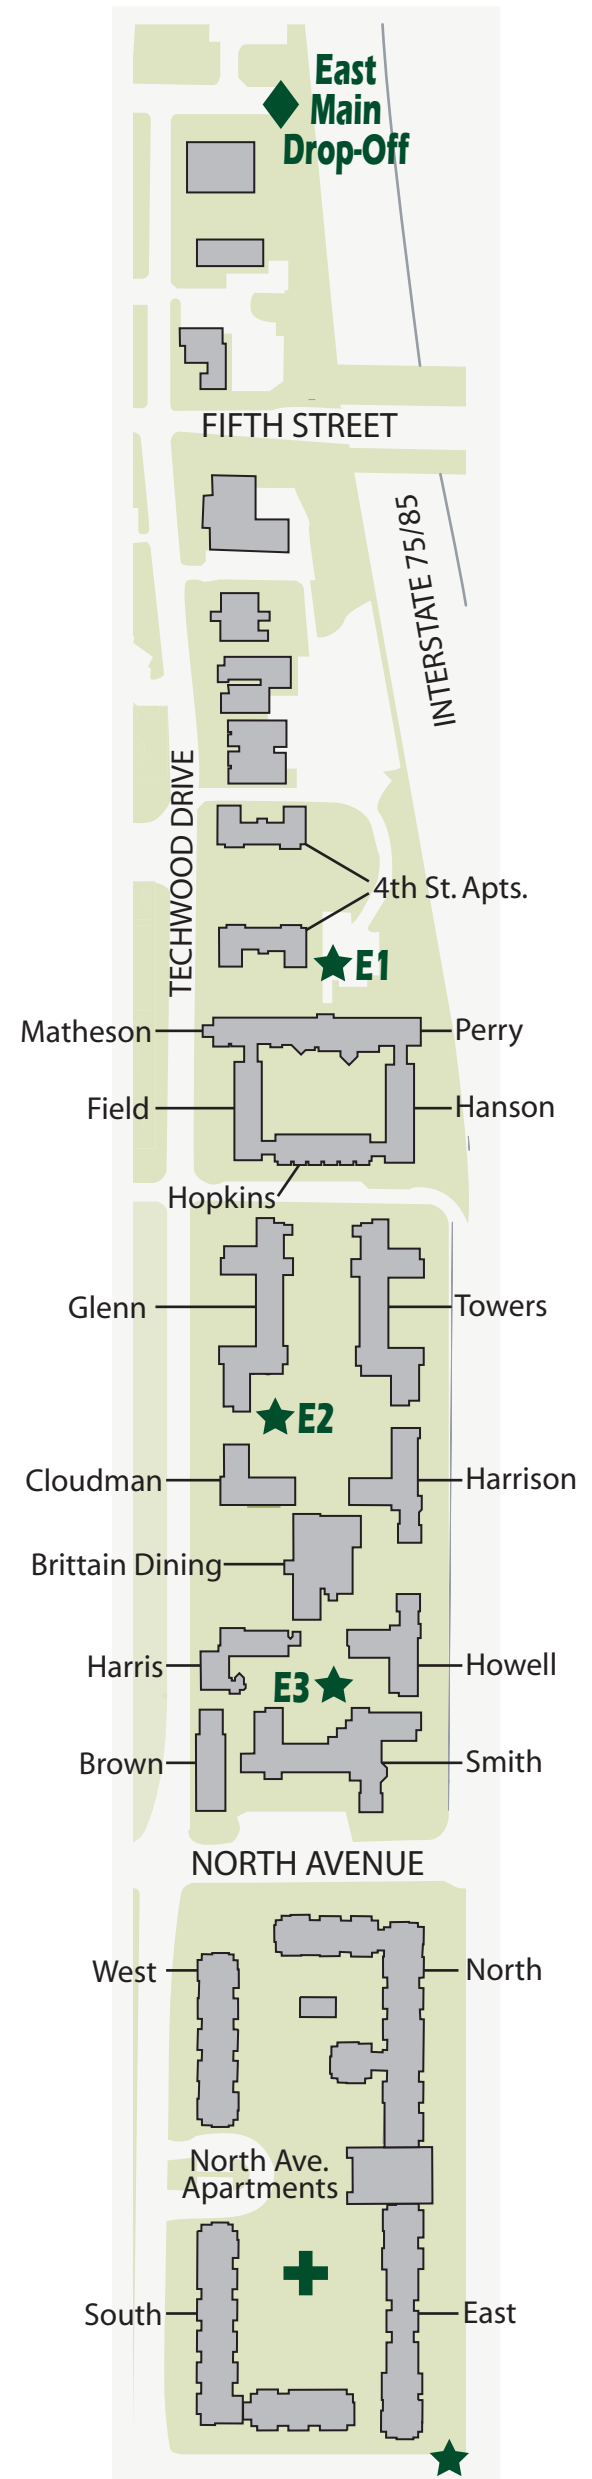 East
Main
Drop-Off
FIFTH STREET
INTERSTATE 75/85
TECHWOOD DRIVE
4th St. Apts.
E1
Matheson
Perry
Field
Hanson
Hopkins
Glenn
Towers
E2
Cloudman
Harrison
Brittain Dining
Harris
Howell
E3
Brown
Smith
NORTH AVENUE
West
North
North Ave.
Apartments
South
East